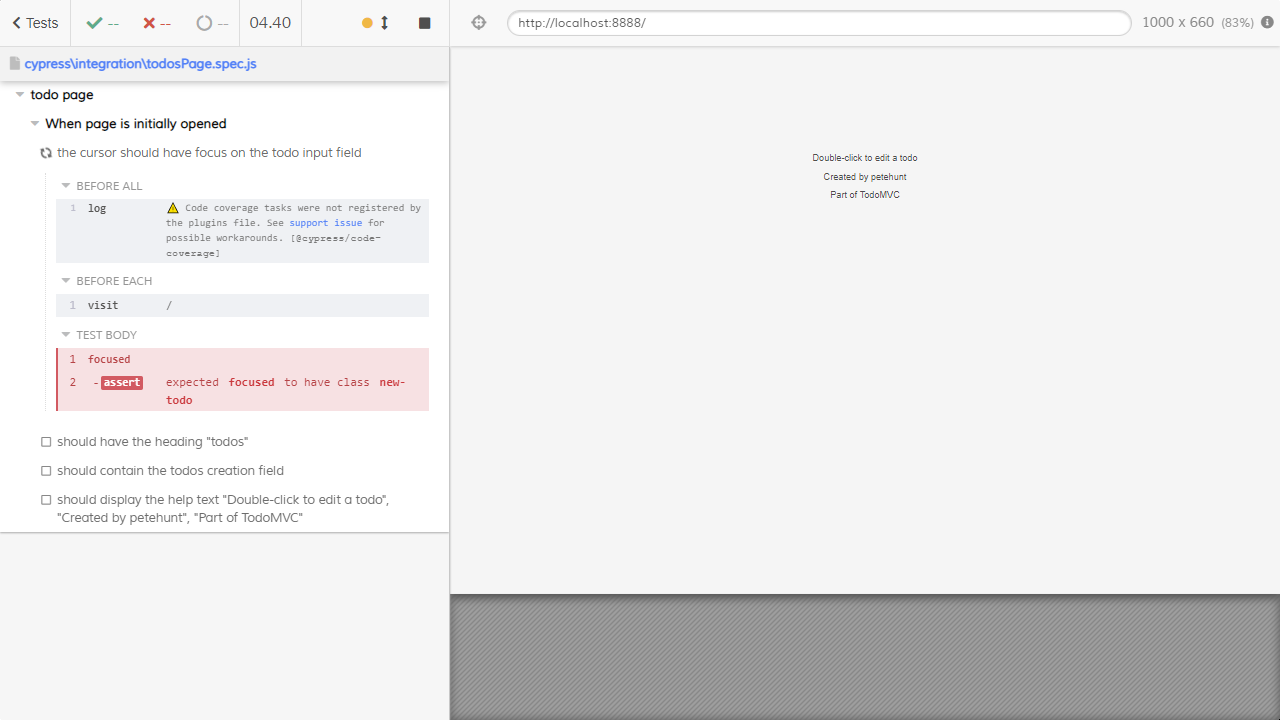 Tests -- -- -- 04.40
http://localhost:8888/ 1000 x 660 (83%)
cypress\integration\todosPage.spec.js
todo page
When page is initially opened
the cursor should have focus on the todo input field
BEFORE ALL
1 log Code coverage tasks were not registered by
the plugins file. See support issue for
possible workarounds. [@cypress/code-
coverage]
BEFORE EACH
1 visit /
TEST BODY
1 focused
2 -assert expected focused to have class new-
todo
should have the heading "todos"
should contain the todos creation field
should display the help text "Double-click to edit a todo",
"Created by petehunt", "Part of TodoMVC"
Double-click to edit a todo
Created by petehunt
Part of TodoMVC